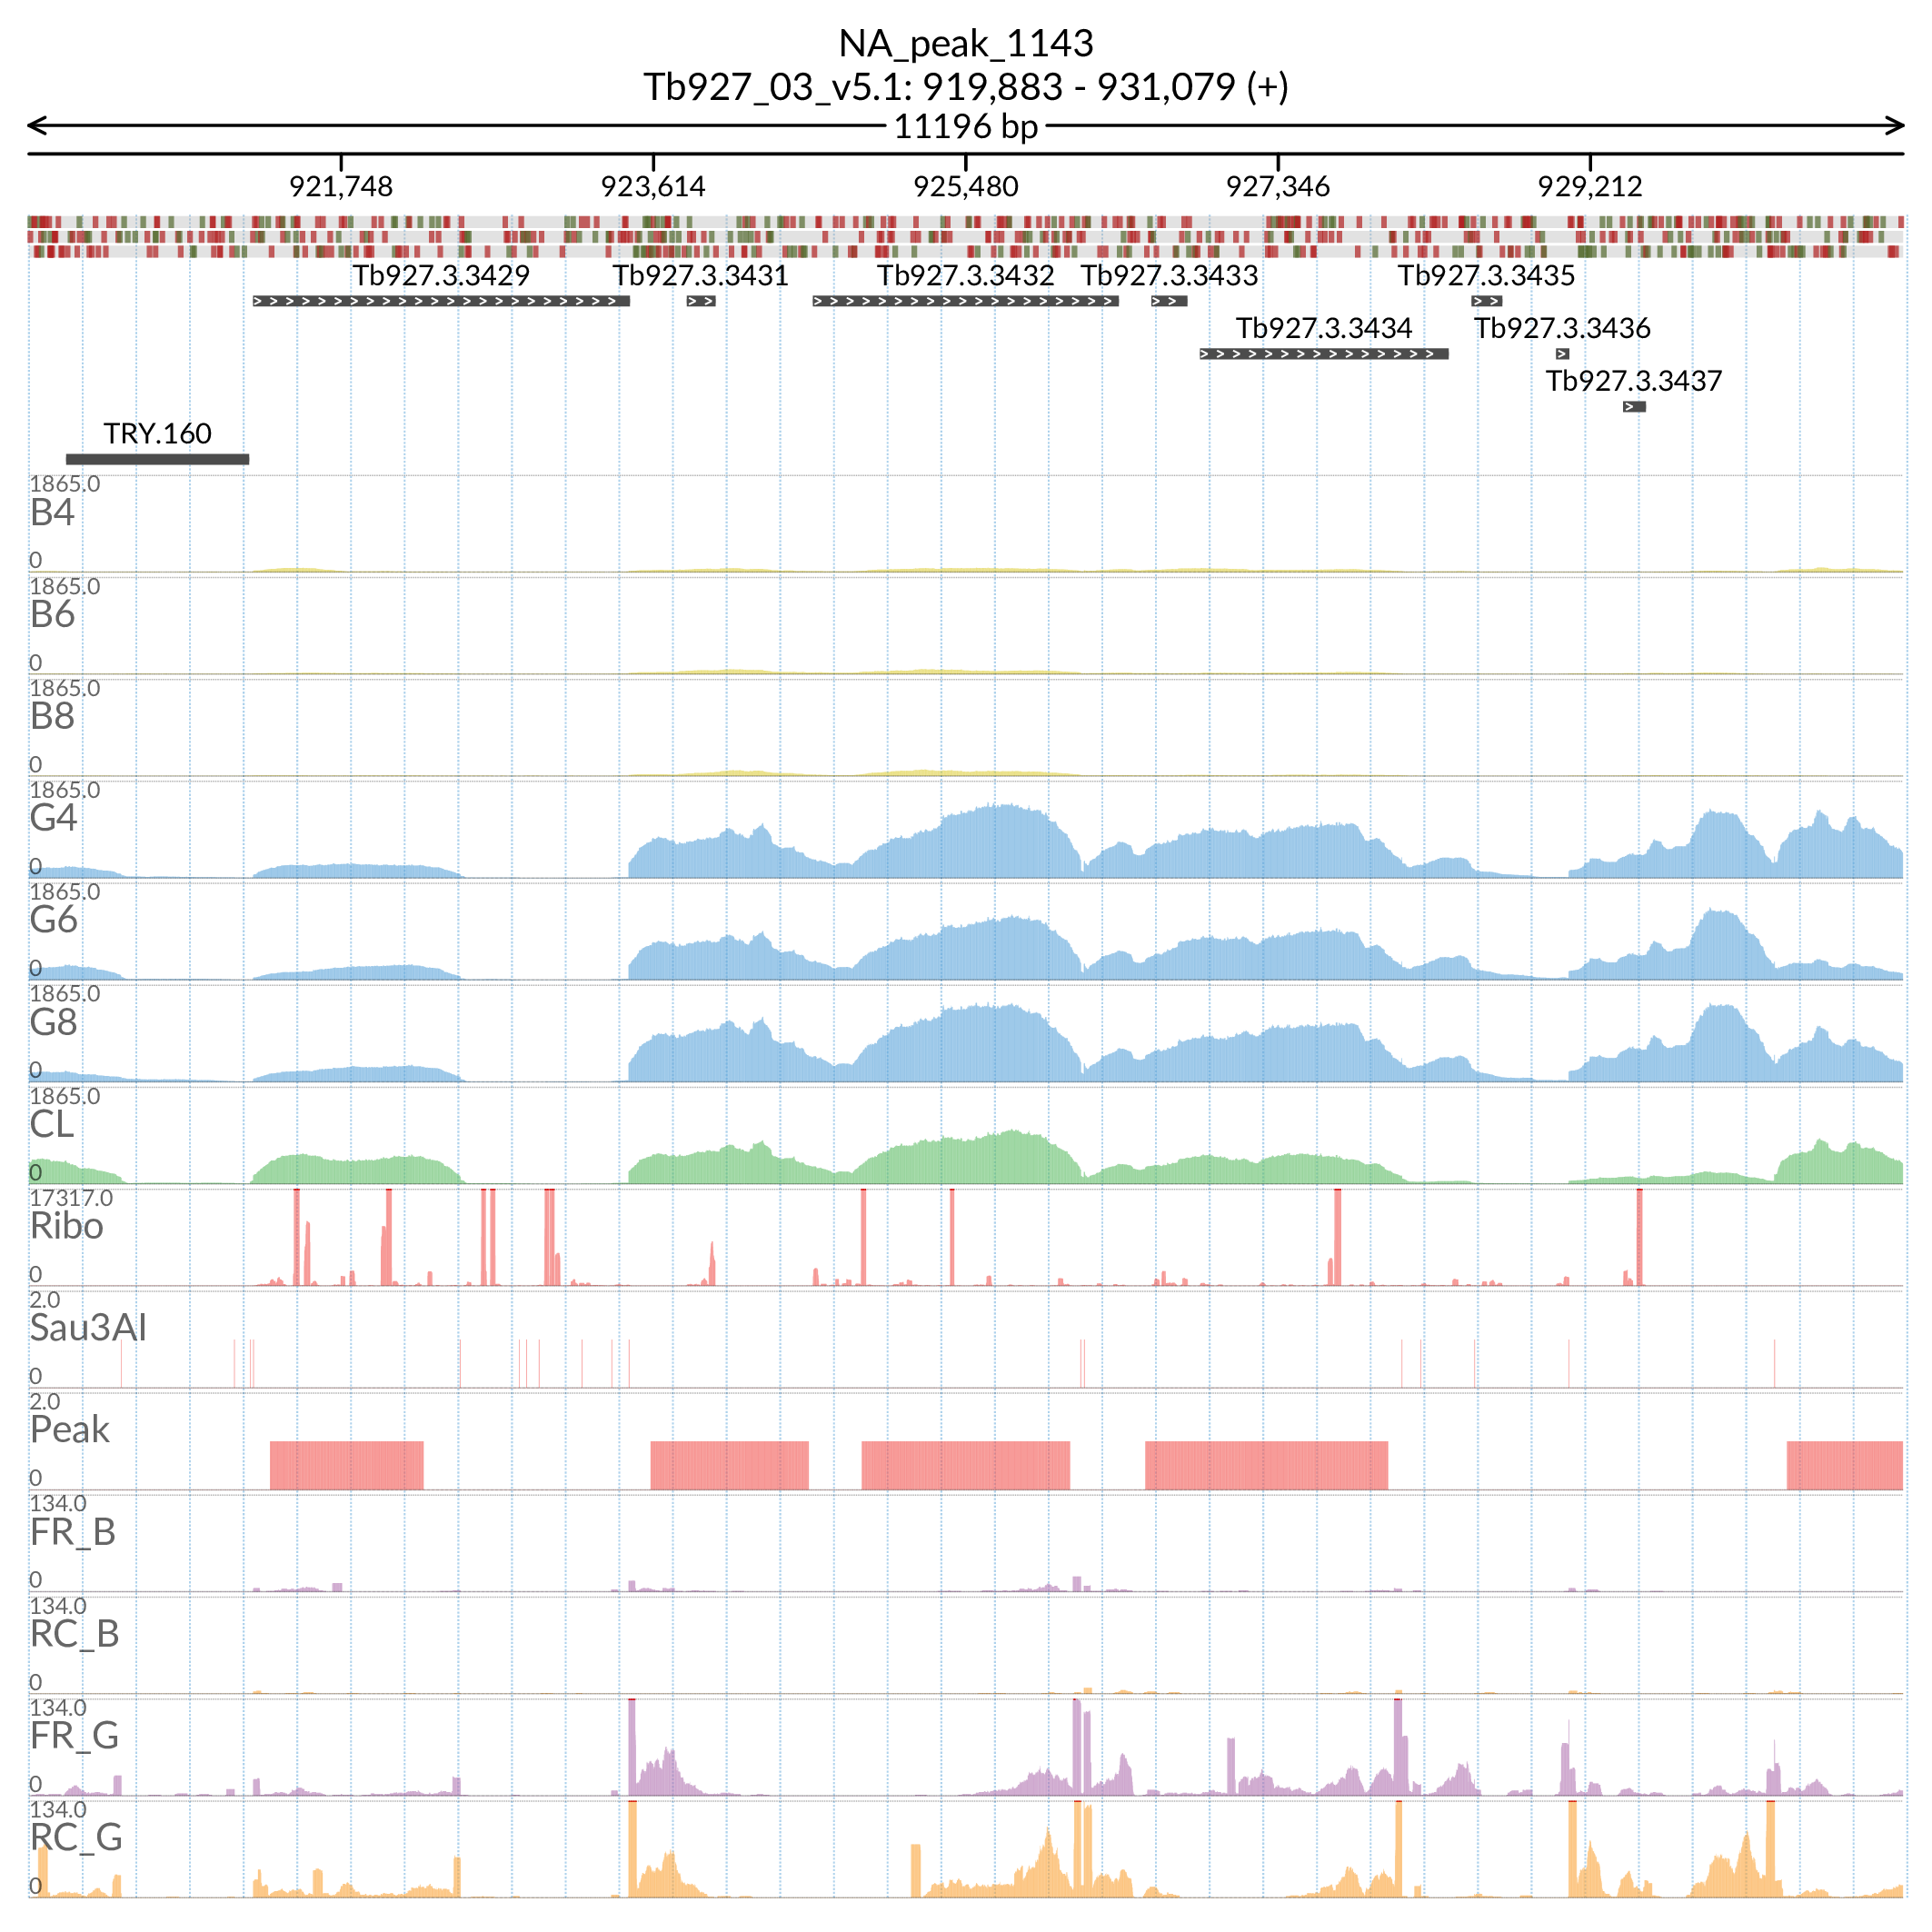 NA_peak_1143
Tb927_03_v5.1: 919,883 - 931,079 (+)
11196 bp
921,748 923,614 925,480 927,346 929,212
Tb927.3.3429 Tb927.3.3431 Tb927.3.3432 Tb927.3.3433 Tb927.3.3435
Tb927.3.3434 Tb927.3.3436
Tb927.3.3437
TRY.160
1865.0
B4
0
1865.0
B6
0
1865.0
B8
0
1865.0
G4
0
1865.0
G6
0
1865.0
G8
0
1865.0
CL
0
17317.0
Ribo
0
2.0
Sau3AI
0
2.0
Peak
0
134.0
FR_B
0
134.0
RC_B
0
134.0
FR_G
0
134.0
RC_G
0